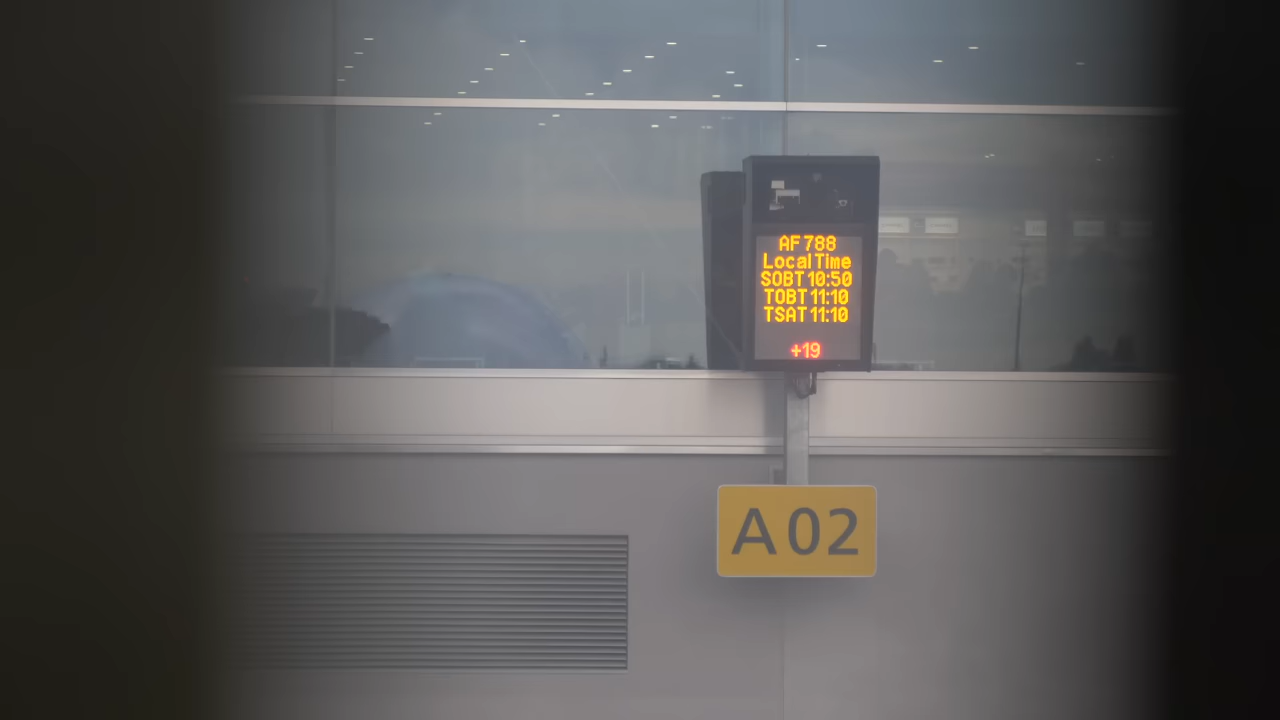 AF788
Local Time
SOBT 10:50
TOBT 11:10
TSAT 11:10
+19
A02